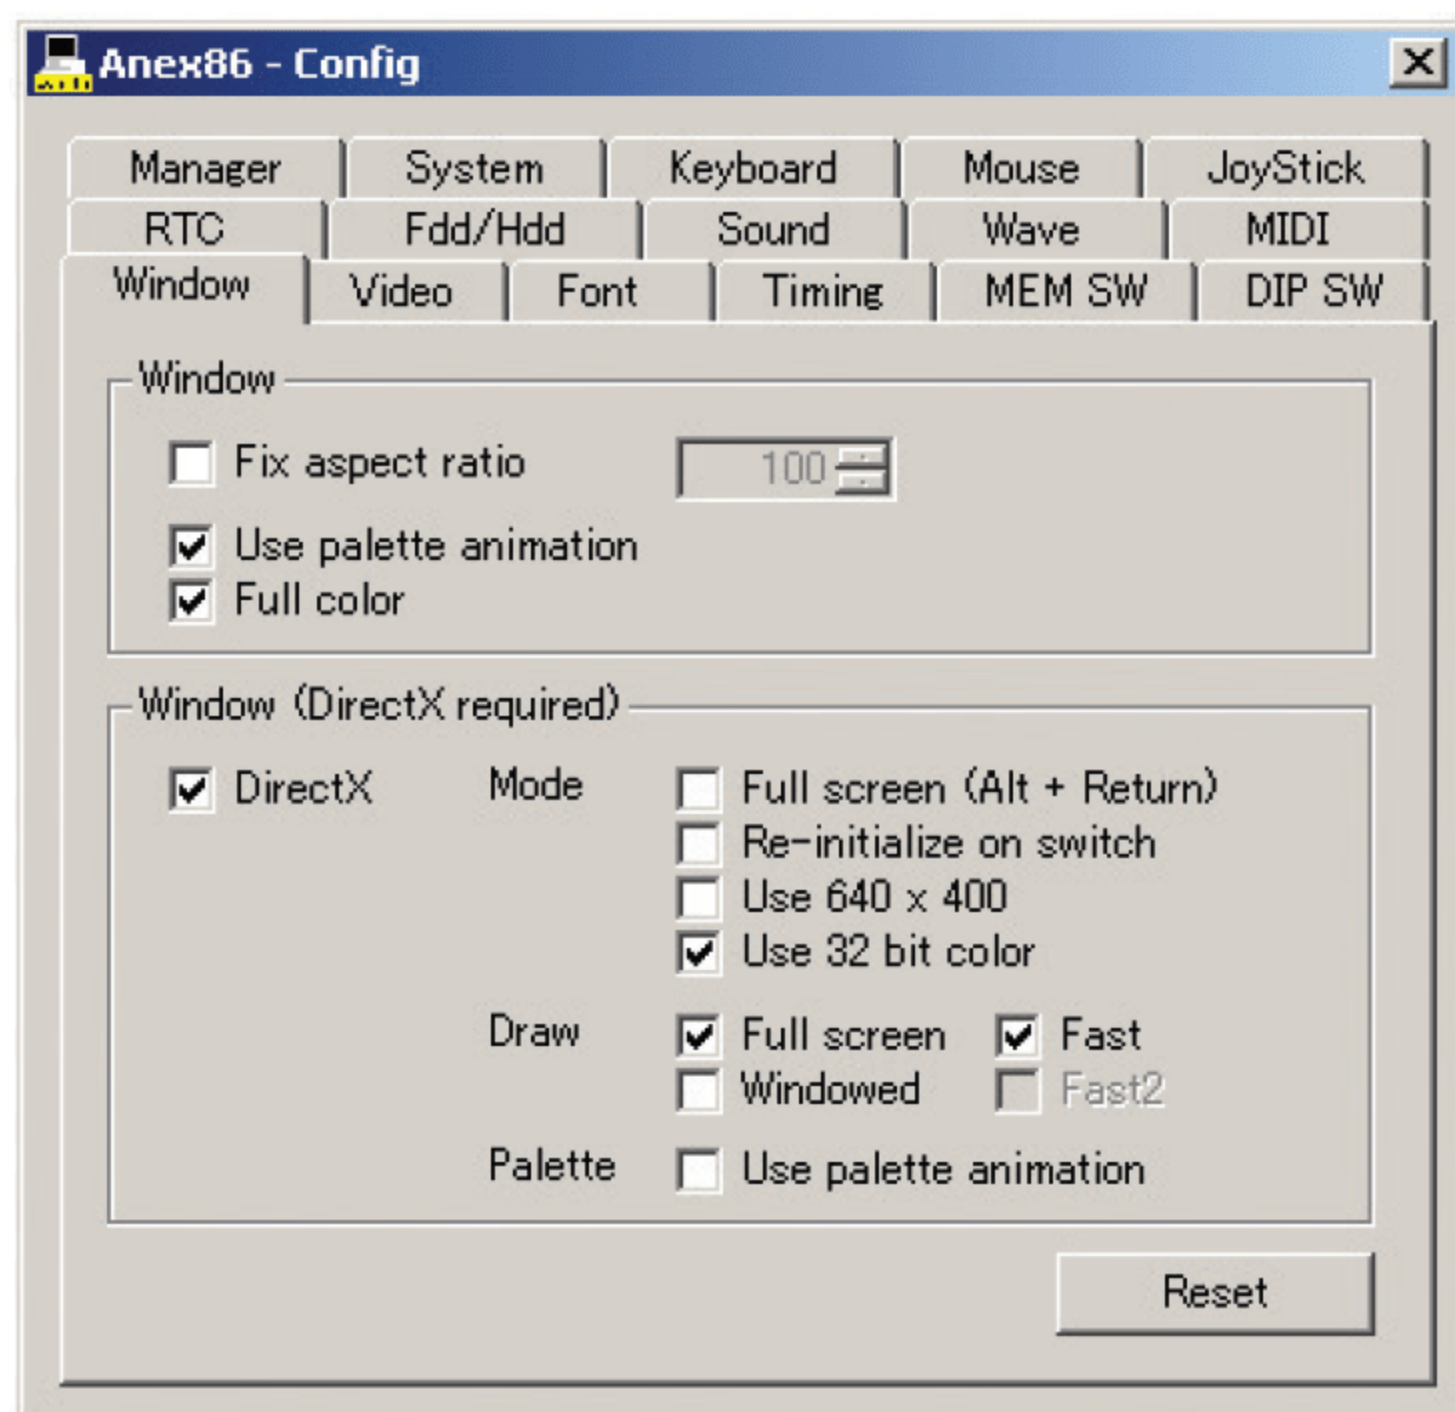 Anex86 - Config
Manager System Keyboard Mouse JoyStick
RTC Fdd/Hdd Sound Wave MIDI
Window Video Font Timing MEM SW DIP SW
Window
Fix aspect ratio 100
Use palette animation
Full color
Window (DirectX required)
DirectX Mode Full screen (Alt + Return)
Re-initialize on switch
Use 640 x 400
Use 32 bit color
Draw Full screen Fast
Windowed Fast2
Palette Use palette animation
Reset